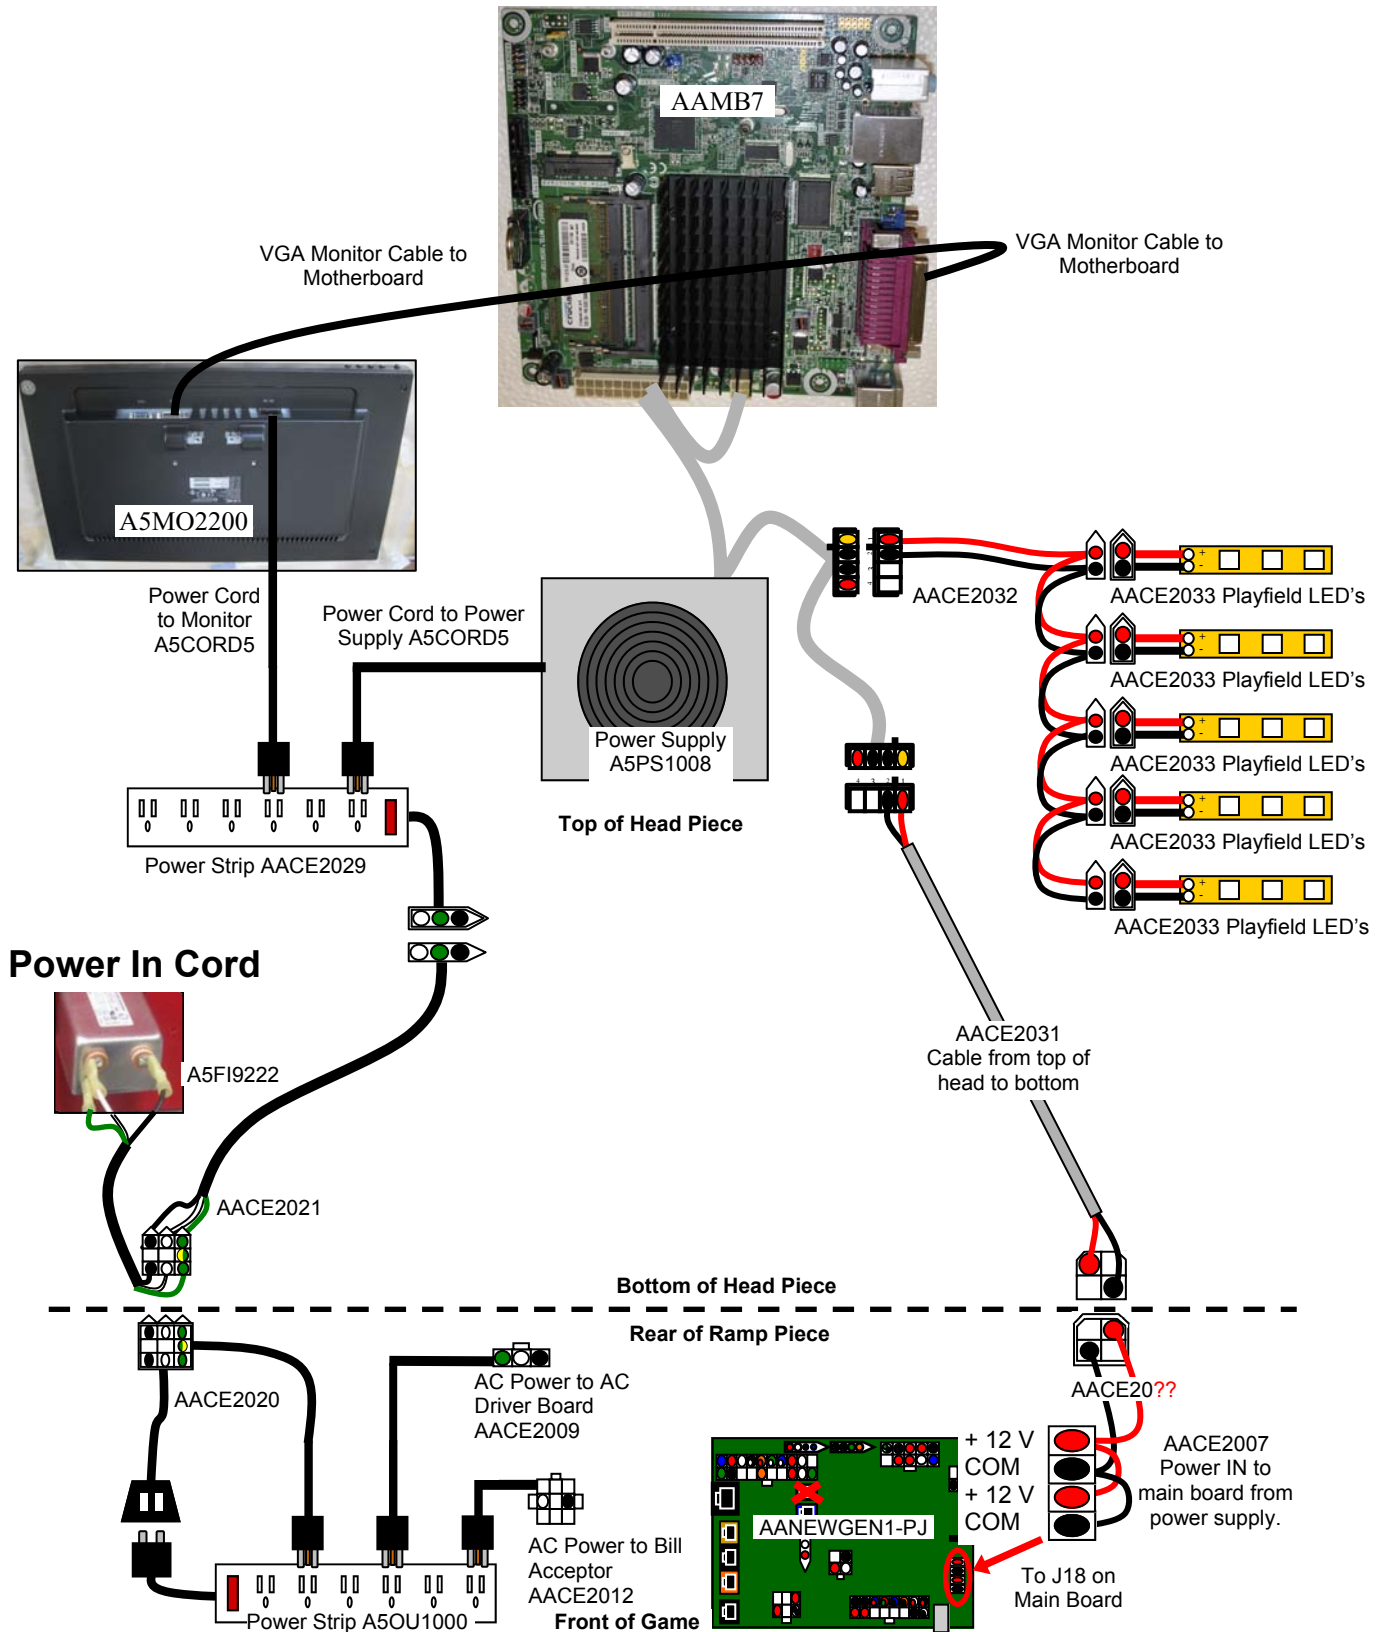 AAMB7
VGA Monitor Cable to
Motherboard
VGA Monitor Cable to
Motherboard
A5MO2200
Power Cord
to Monitor
A5CORD5
Power Cord to Power
Supply A5CORD5
Power Supply
A5PS1008
Top of Head Piece
AACE2032
AACE2033 Playfield LED's
AACE2033 Playfield LED's
AACE2033 Playfield LED's
AACE2033 Playfield LED's
AACE2033 Playfield LED's
Power Strip AACE2029
Power In Cord
A5FI9222
AACE2021
AACE2031
Cable from top of
head to bottom
Bottom of Head Piece
Rear of Ramp Piece
AACE2020
AC Power to AC
Driver Board
AACE2009
AC Power to Bill
Acceptor
AACE2012
Power Strip A5OU1000
Front of Game
AANEWGEN1-PJ
AACE20??
+ 12 V
COM
+ 12 V
COM
AACE2007
Power IN to
main board from
power supply.
To J18 on
Main Board